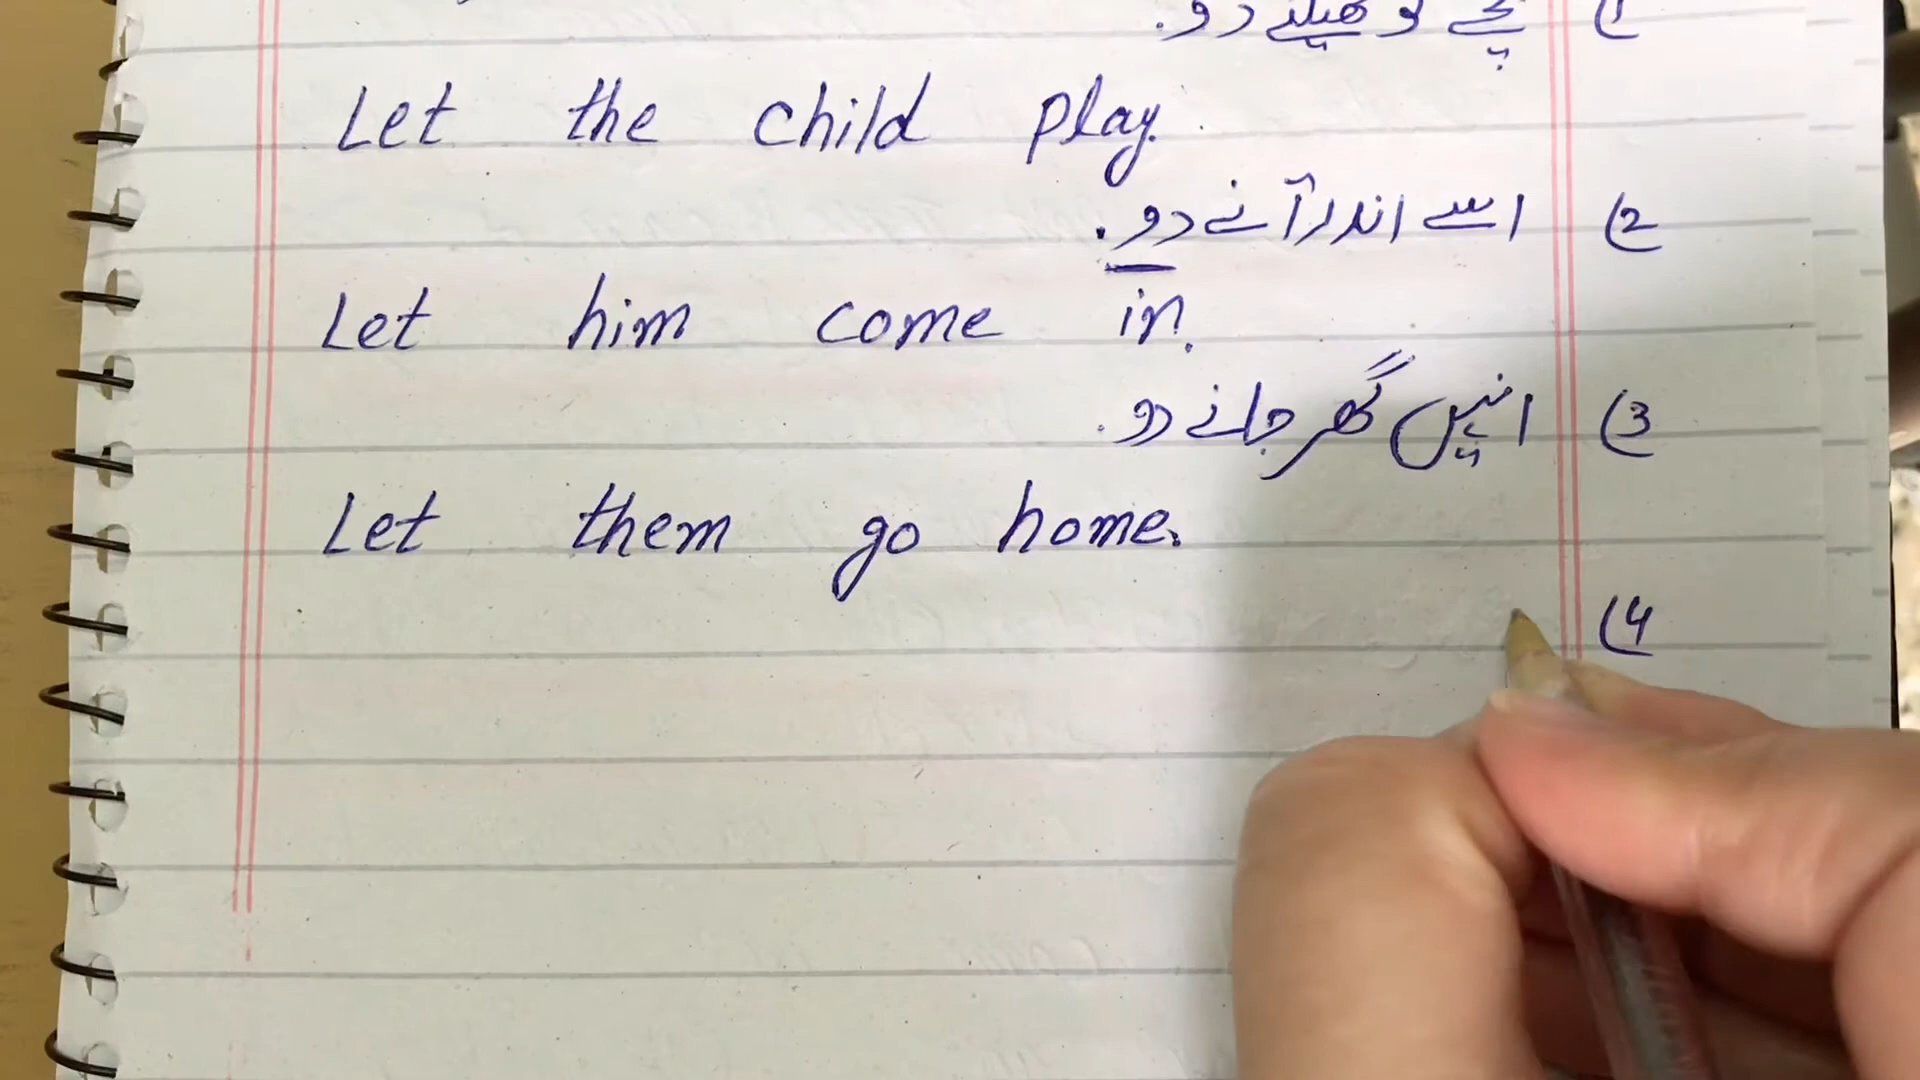 1) بچے کو کھیلنے دو.
Let the child play.
2) اسے اندر آنے دو.
Let him come in.
3) انہیں گھر جانے دو.
Let them go home.
4)